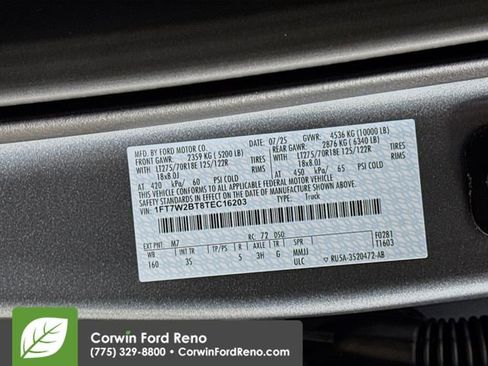 MFD. BY FORD MOTOR CO.
07/25 GVWR: 4536 KG (10000 LB)
FRONT GAWR: 2359 KG (5200 LB) REAR GAWR: 2876 KG (6340 LB)
LT275/70R18E 125/122R TIRES LT275/70R18E 125/122R TIRES
WITH WITH
18x8.0J RIMS 18x8.0J RIMS
AT 420 kPa/ 60 PSI COLD AT 450 kPa/ 65 PSI COLD
THIS VEHICLE CONFORMS TO ALL APPLICABLE FEDERAL MOTOR VEHICLE
SAFETY STANDARDS IN EFFECT ON THE DATE OF MANUFACTURE SHOWN ABOVE.
VIN: 1FT7W2BT8TEC16203 TYPE: Truck
EXT PNT: M7 RC: 72 DSO: F0281
WB INT TR TP/PS R AXLE TR SPR T1603
160 3S 5 3H G MMJJ
ULC ▼ RU5A-3520472-AB
Corwin Ford Reno
(775) 329-8800 • CorwinFordReno.com